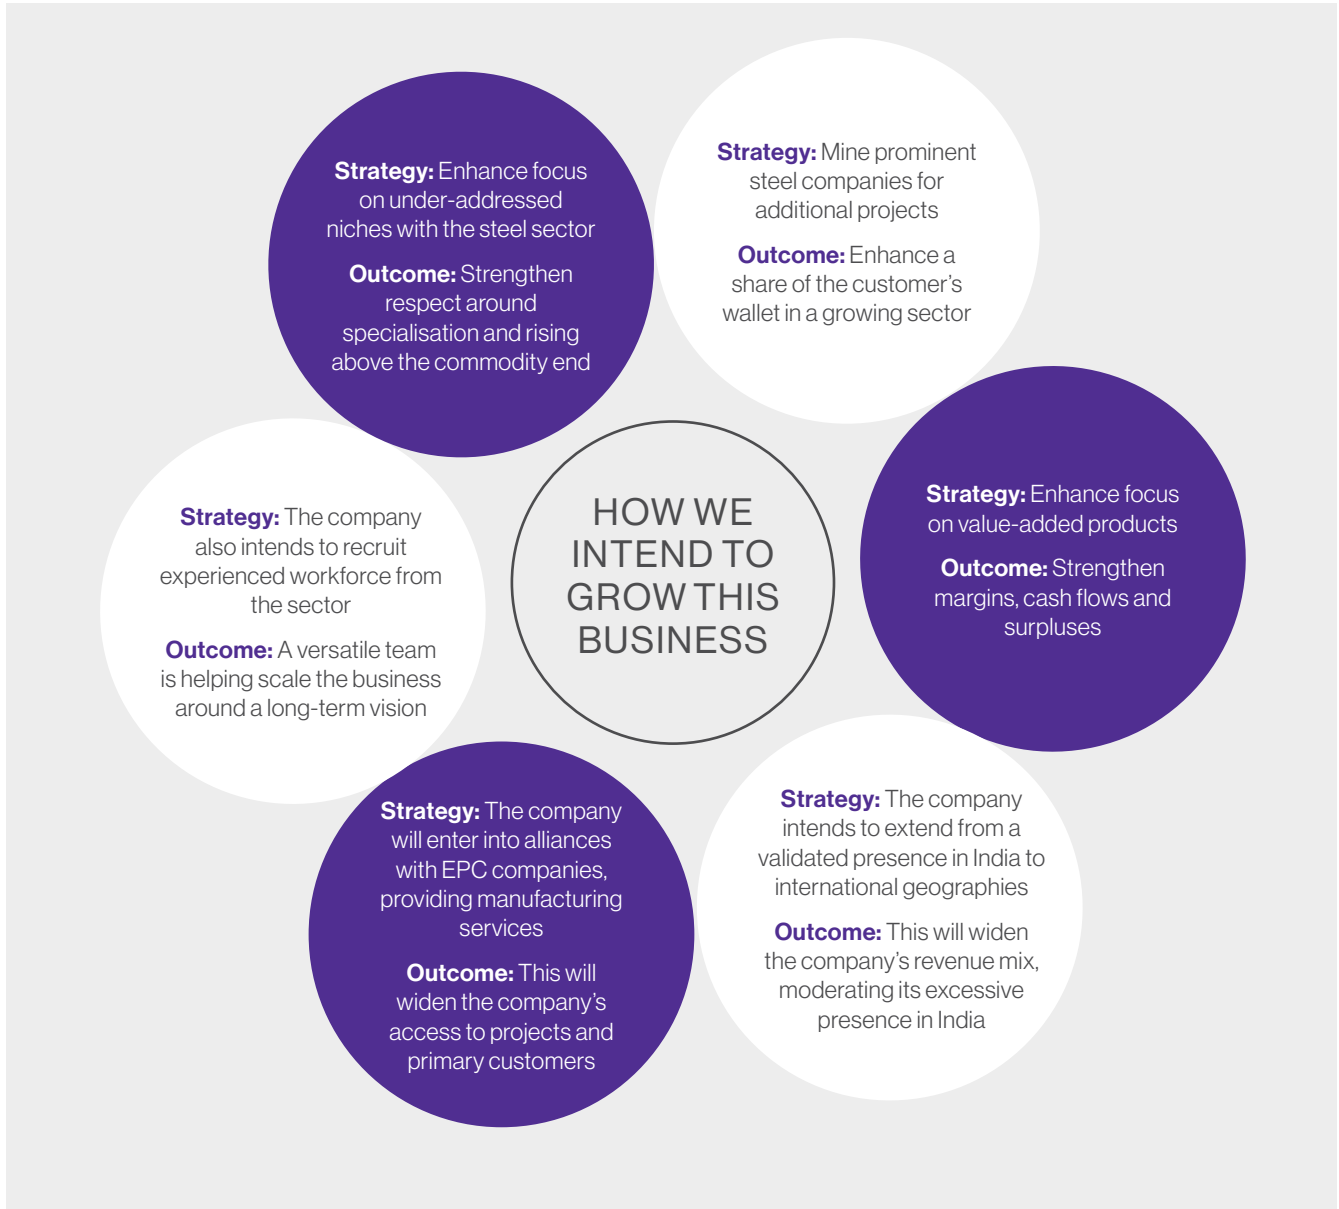 Strategy: Enhance focus
on under-addressed
niches with the steel sector
Outcome: Strengthen
respect around
specialisation and rising
above the commodity end
Strategy: Mine prominent
steel companies for
additional projects
Outcome: Enhance a
share of the customer’s
wallet in a growing sector
Strategy: Enhance focus
on value-added products
Outcome: Strengthen
margins, cash flows and
surpluses
Strategy: The company
intends to extend from a
validated presence in India to
international geographies
Outcome: This will widen
the company’s revenue mix,
moderating its excessive
presence in India
Strategy: The company
will enter into alliances
with EPC companies,
providing manufacturing
services
Outcome: This will
widen the company’s
access to projects and
primary customers
Strategy: The company
also intends to recruit
experienced workforce from
the sector
Outcome: A versatile team
is helping scale the business
around a long-term vision
HOW WE
INTEND TO
GROW THIS
BUSINESS